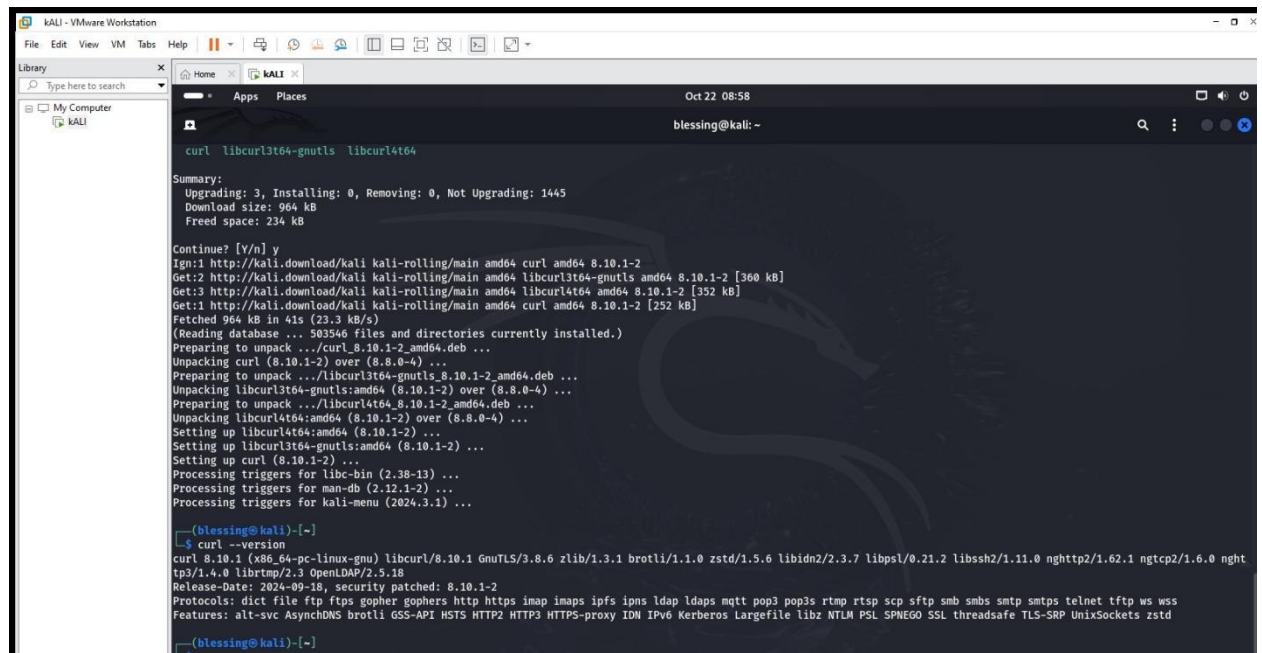 kALI - VMware Workstation
File Edit View VM Tabs Help
Library
Type here to search
My Computer
kALI
Home
kALI
Apps Places
Oct 22 08:58
blessing@kali: ~
curl libcurl3t64-gnutls libcurl4t64
Summary:
Upgrading: 3, Installing: 0, Removing: 0, Not Upgrading: 1445
Download size: 964 kB
Freed space: 234 kB
Continue? [Y/n] y
Ign:1 http://kali.download/kali kali-rolling/main amd64 curl amd64 8.10.1-2
Get:2 http://kali.download/kali kali-rolling/main amd64 libcurl3t64-gnutls amd64 8.10.1-2 [360 kB]
Get:3 http://kali.download/kali kali-rolling/main amd64 libcurl4t64 amd64 8.10.1-2 [352 kB]
Get:1 http://kali.download/kali kali-rolling/main amd64 curl amd64 8.10.1-2 [252 kB]
Fetched 964 kB in 41s (23.3 kB/s)
(Reading database ... 503546 files and directories currently installed.)
Preparing to unpack .../curl_8.10.1-2_amd64.deb ...
Unpacking curl (8.10.1-2) over (8.8.0-4) ...
Preparing to unpack .../libcurl3t64-gnutls_8.10.1-2_amd64.deb ...
Unpacking libcurl3t64-gnutls:amd64 (8.10.1-2) over (8.8.0-4) ...
Preparing to unpack .../libcurl4t64_8.10.1-2_amd64.deb ...
Unpacking libcurl4t64:amd64 (8.10.1-2) over (8.8.0-4) ...
Setting up libcurl4t64:amd64 (8.10.1-2) ...
Setting up libcurl3t64-gnutls:amd64 (8.10.1-2) ...
Setting up curl (8.10.1-2) ...
Processing triggers for libc-bin (2.38-13) ...
Processing triggers for man-db (2.12.1-2) ...
Processing triggers for kali-menu (2024.3.1) ...
┌──(blessing㉿kali)-[~]
└─$ curl --version
curl 8.10.1 (x86_64-pc-linux-gnu) libcurl/8.10.1 GnuTLS/3.8.6 zlib/1.3.1 brotli/1.1.0 zstd/1.5.6 libidn2/2.3.7 libpsl/0.21.2 libssh2/1.11.0 nghttp2/1.62.1 ngtcp2/1.6.0 nght
tp3/1.4.0 librtmp/2.3 OpenLDAP/2.5.18
Release-Date: 2024-09-18, security patched: 8.10.1-2
Protocols: dict file ftp ftps gopher gophers http https imap imaps ipfs ipns ldap ldaps mqtt pop3 pop3s rtmp rtsp scp sftp smb smbs smtp smtps telnet tftp ws wss
Features: alt-svc AsynchDNS brotli GSS-API HSTS HTTP2 HTTP3 HTTPS-proxy IDN IPv6 Kerberos Largefile libz NTLM PSL SPNEGO SSL threadsafe TLS-SRP UnixSockets zstd
┌──(blessing㉿kali)-[~]